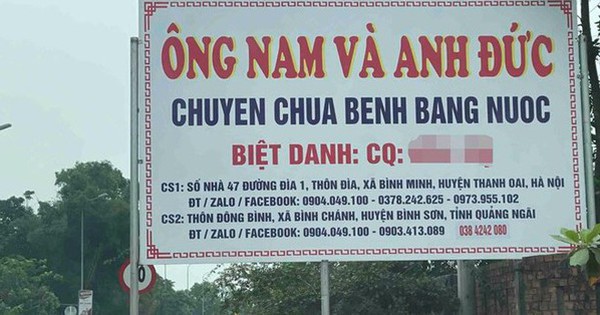 ÔNG NAM VÀ ANH ĐỨC
CHUYEN CHUA BENH BANG NUOC
BIỆT DANH: CQ:
CS1: SỐ NHÀ 47 ĐƯỜNG ĐÌA 1, THÔN ĐÌA, XÃ BÌNH MINH, HUYỆN THANH OAI, HÀ NỘI
ĐT / ZALO / FACEBOOK: 0904.049.100 - 0378.242.625 - 0973.955.102
CS2: THÔN ĐÔNG BÌNH, XÃ BÌNH CHÁNH, HUYỆN BÌNH SƠN, TỈNH QUẢNG NGÃI
ĐT / ZALO / FACEBOOK: 0904.049.100 - 0903.413.089 038 4242 080